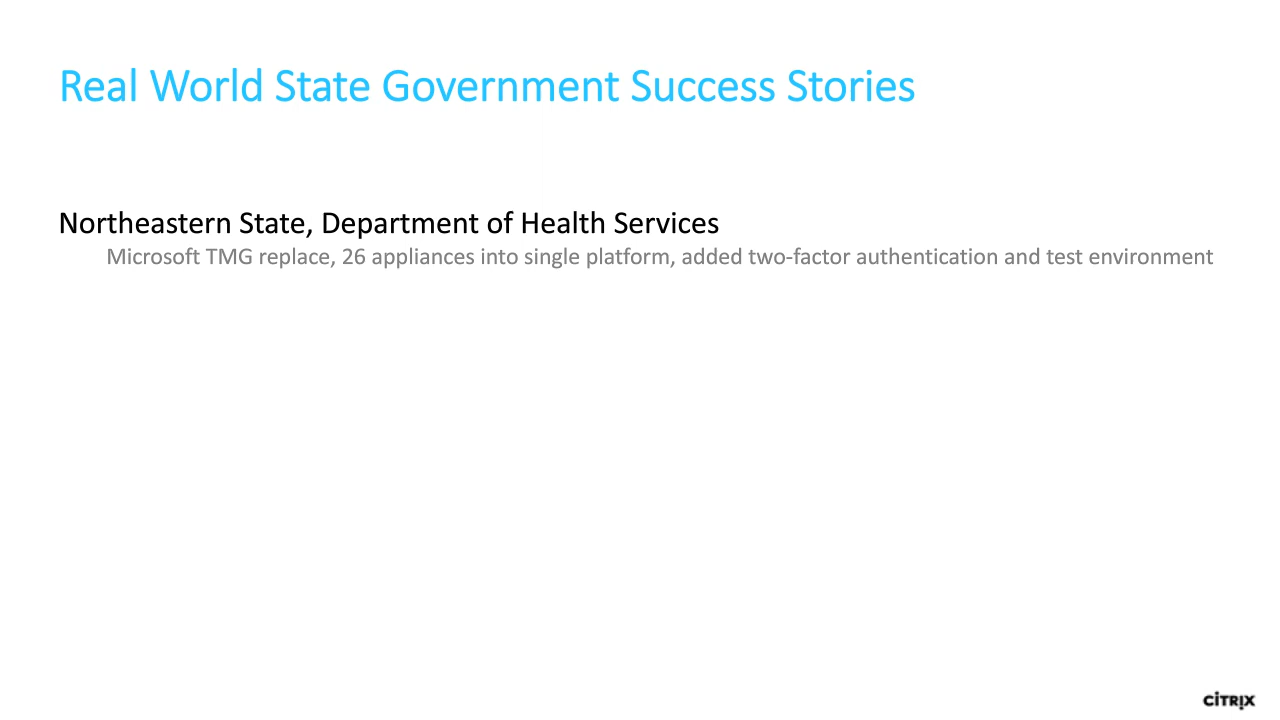 Real World State Government Success Stories
Northeastern State, Department of Health Services
Microsoft TMG replace, 26 appliances into single platform, added two-factor authentication and test environment
CITRIX